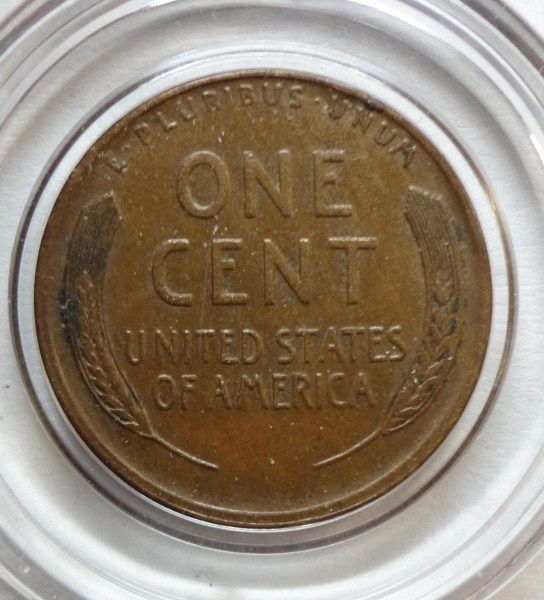 E·PLURIBUS·UNUM
ONE
CENT
UNITED STATES
OF AMERICA